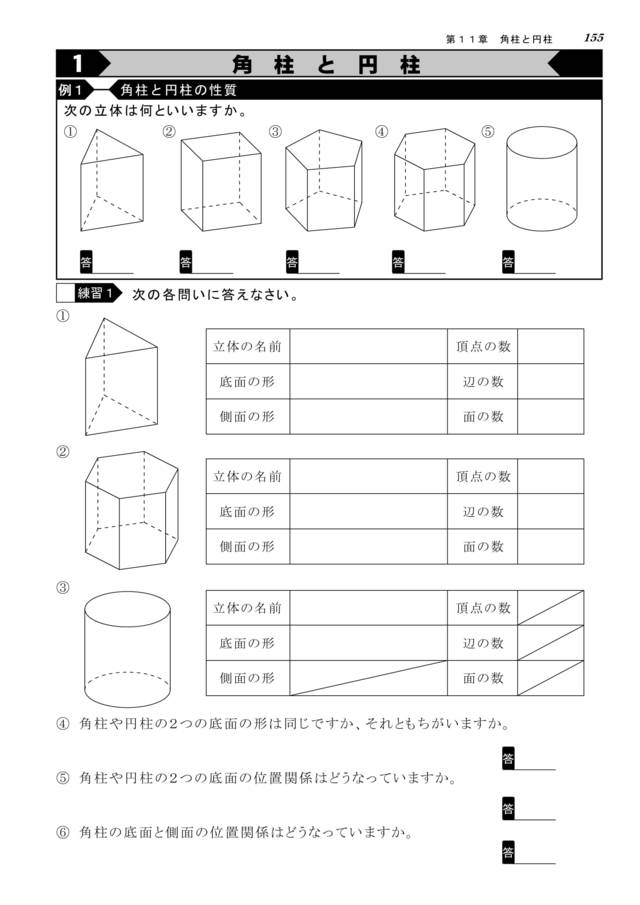 第１１章　角柱と円柱　155
1　角柱と円柱
例１　角柱と円柱の性質
次の立体は何といいますか。
①　②　③　④　⑤
答　答　答　答　答
練習１　次の各問いに答えなさい。
①
立体の名前　頂点の数
底面の形　辺の数
側面の形　面の数
②
立体の名前　頂点の数
底面の形　辺の数
側面の形　面の数
③
立体の名前　頂点の数
底面の形　辺の数
側面の形　面の数
④　角柱や円柱の２つの底面の形は同じですか、それともちがいますか。
答
⑤　角柱や円柱の２つの底面の位置関係はどうなっていますか。
答
⑥　角柱の底面と側面の位置関係はどうなっていますか。
答